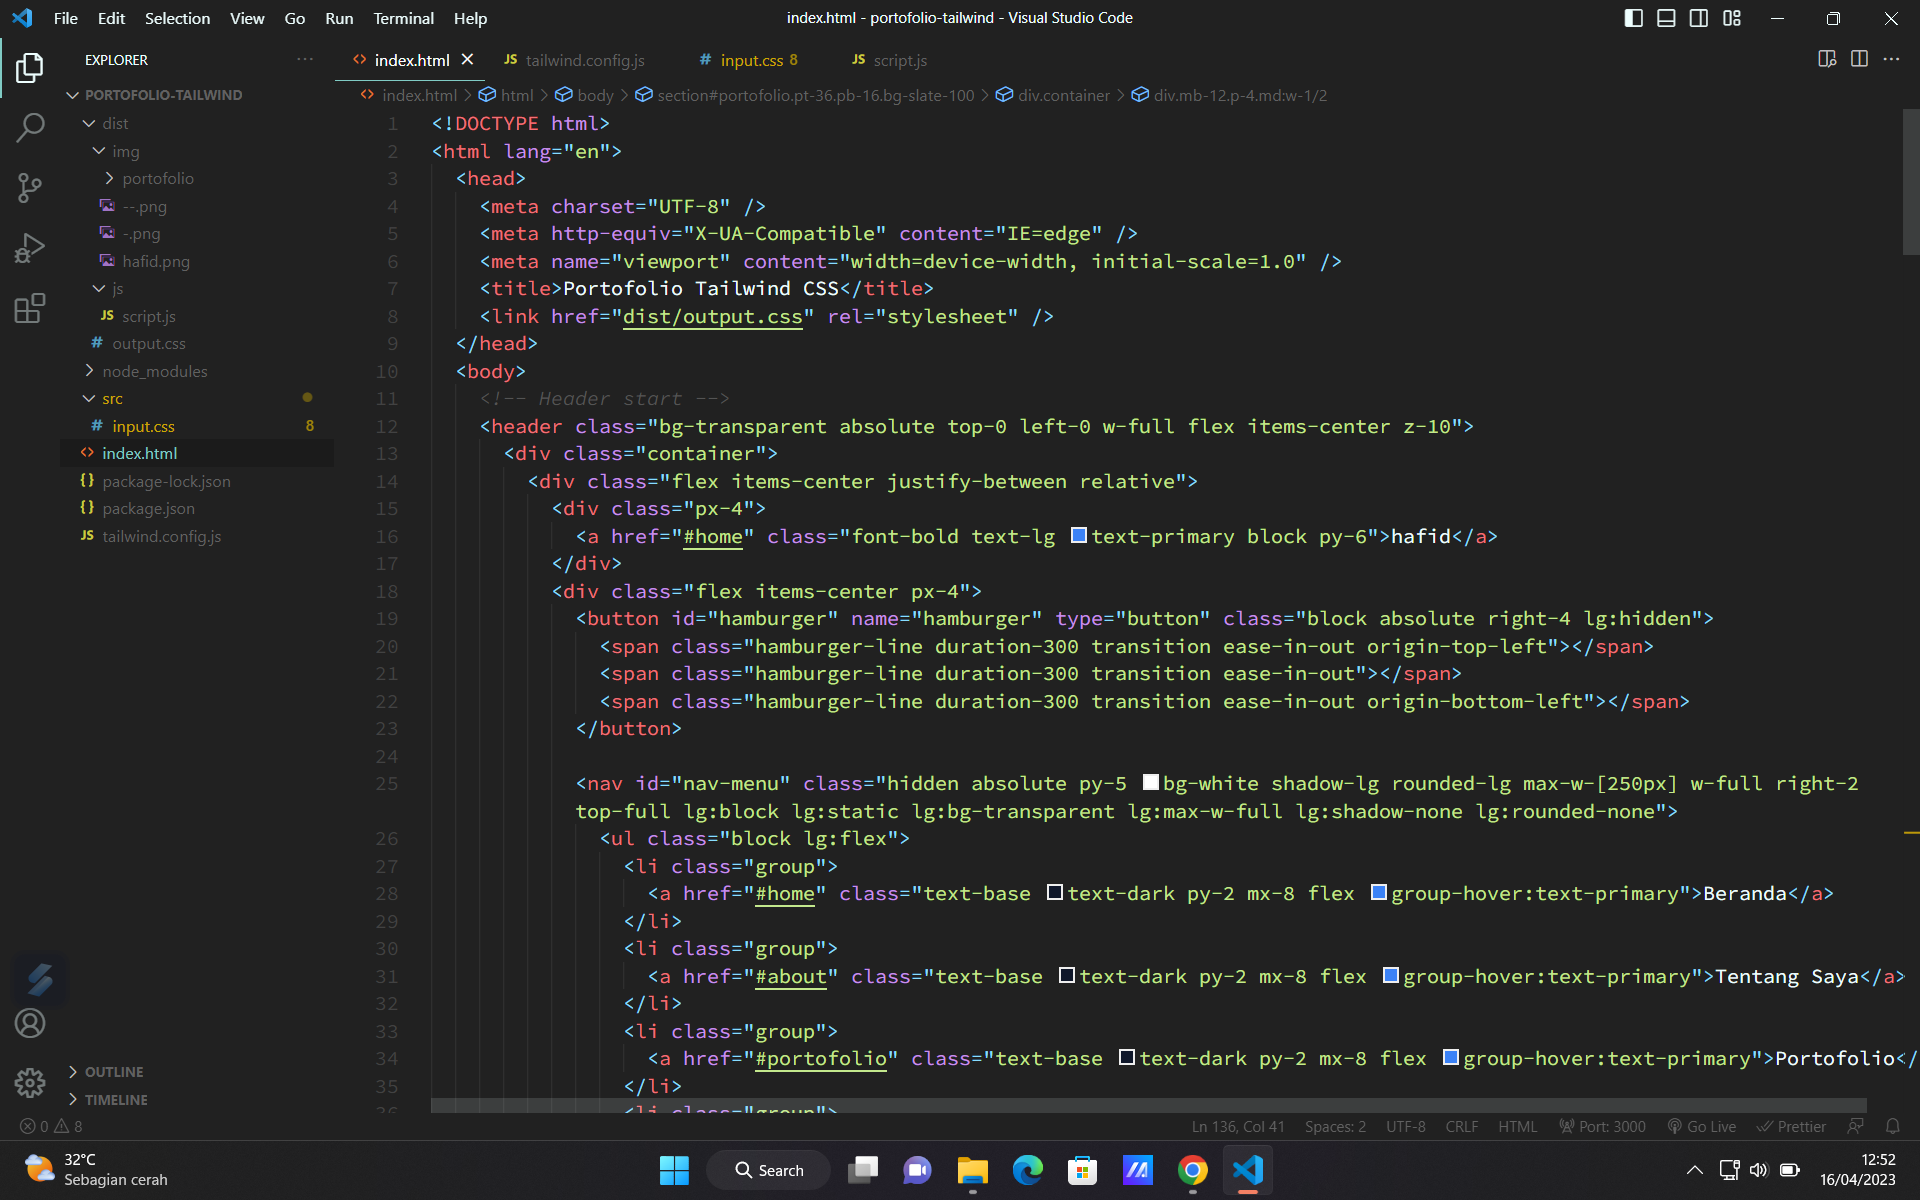 File Edit Selection View Go Run Terminal Help
index.html - portofolio-tailwind - Visual Studio Code
EXPLORER
PORTOFOLIO-TAILWIND
dist
img
portofolio
--.png
-.png
hafid.png
js
JS script.js
# output.css
node_modules
src
# input.css 8
<> index.html
{} package-lock.json
{} package.json
JS tailwind.config.js
OUTLINE
TIMELINE
<> index.html
JS tailwind.config.js
# input.css 8
JS script.js
<> index.html > html > body > section#portofolio.pt-36.pb-16.bg-slate-100 > div.container > div.mb-12.p-4.md:w-1/2
1 <!DOCTYPE html>
2 <html lang="en">
3 <head>
4 <meta charset="UTF-8" />
5 <meta http-equiv="X-UA-Compatible" content="IE=edge" />
6 <meta name="viewport" content="width=device-width, initial-scale=1.0" />
7 <title>Portofolio Tailwind CSS</title>
8 <link href="dist/output.css" rel="stylesheet" />
9 </head>
10 <body>
11 <!-- Header start -->
12 <header class="bg-transparent absolute top-0 left-0 w-full flex items-center z-10">
13 <div class="container">
14 <div class="flex items-center justify-between relative">
15 <div class="px-4">
16 <a href="#home" class="font-bold text-lg text-primary block py-6">hafid</a>
17 </div>
18 <div class="flex items-center px-4">
19 <button id="hamburger" name="hamburger" type="button" class="block absolute right-4 lg:hidden">
20 <span class="hamburger-line duration-300 transition ease-in-out origin-top-left"></span>
21 <span class="hamburger-line duration-300 transition ease-in-out"></span>
22 <span class="hamburger-line duration-300 transition ease-in-out origin-bottom-left"></span>
23 </button>
24
25 <nav id="nav-menu" class="hidden absolute py-5 bg-white shadow-lg rounded-lg max-w-[250px] w-full right-2
top-full lg:block lg:static lg:bg-transparent lg:max-w-full lg:shadow-none lg:rounded-none">
26 <ul class="block lg:flex">
27 <li class="group">
28 <a href="#home" class="text-base text-dark py-2 mx-8 flex group-hover:text-primary">Beranda</a>
29 </li>
30 <li class="group">
31 <a href="#about" class="text-base text-dark py-2 mx-8 flex group-hover:text-primary">Tentang Saya</a>
32 </li>
33 <li class="group">
34 <a href="#portofolio" class="text-base text-dark py-2 mx-8 flex group-hover:text-primary">Portofolio</
35 </li>
36 <li class="group">
0 8
Ln 136, Col 41 Spaces: 2 UTF-8 CRLF HTML Port: 3000 Go Live Prettier
32°C
Sebagian cerah
Search
12:52
16/04/2023